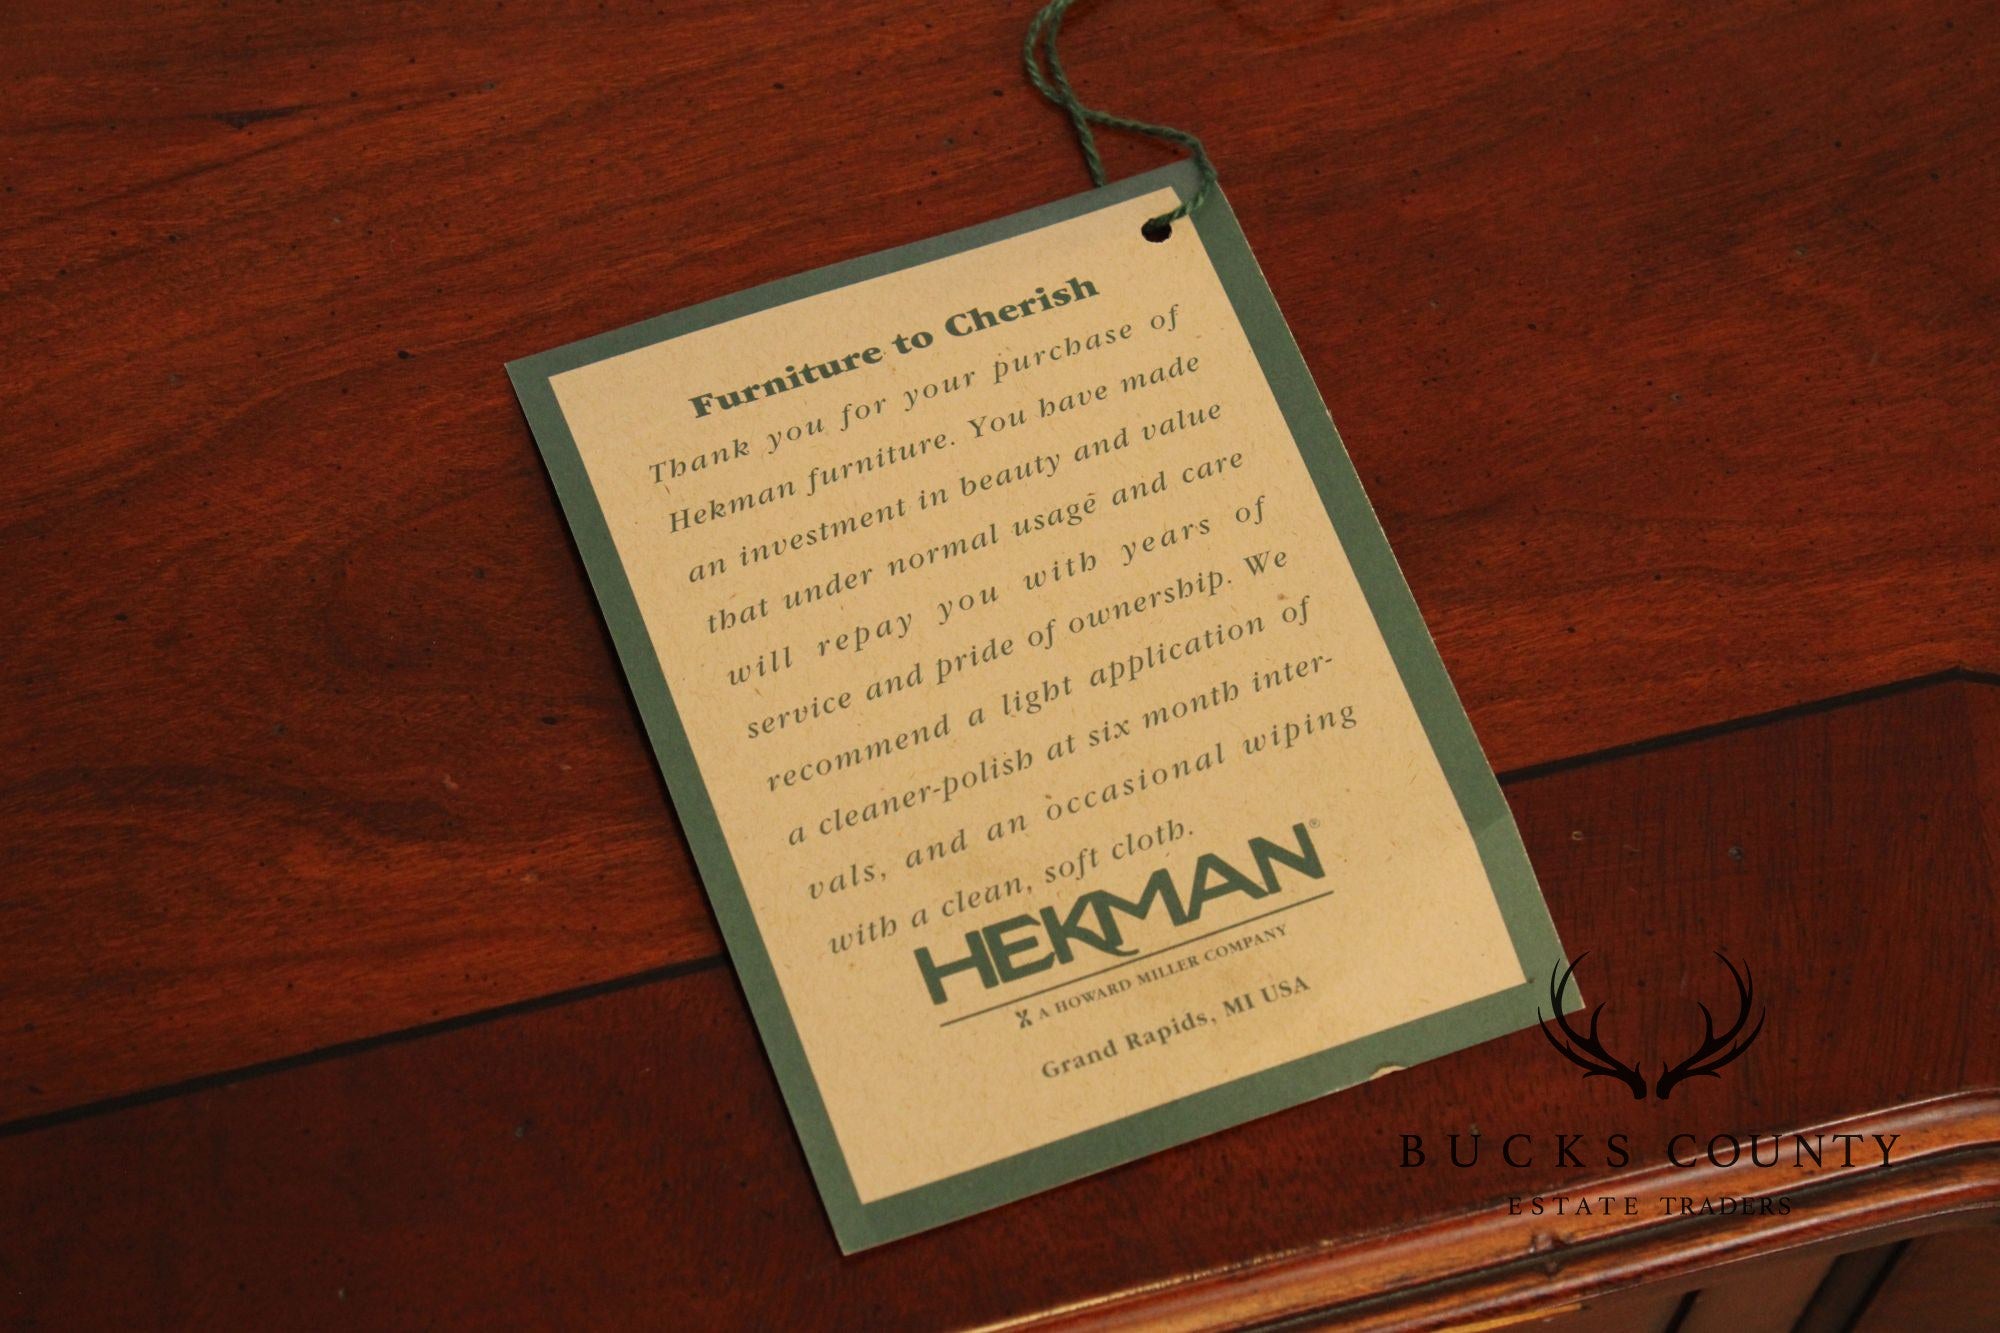 Furniture to Cherish
Thank you for your purchase of
Hekman furniture. You have made
an investment in beauty and value
that under normal usage and care
will repay you with years of
service and pride of ownership. We
recommend a light application of
a cleaner-polish at six month inter-
vals, and an occasional wiping
with a clean, soft cloth.
HEKMAN®
A HOWARD MILLER COMPANY
Grand Rapids, MI USA
BUCKS COUNTY
ESTATE TRADERS